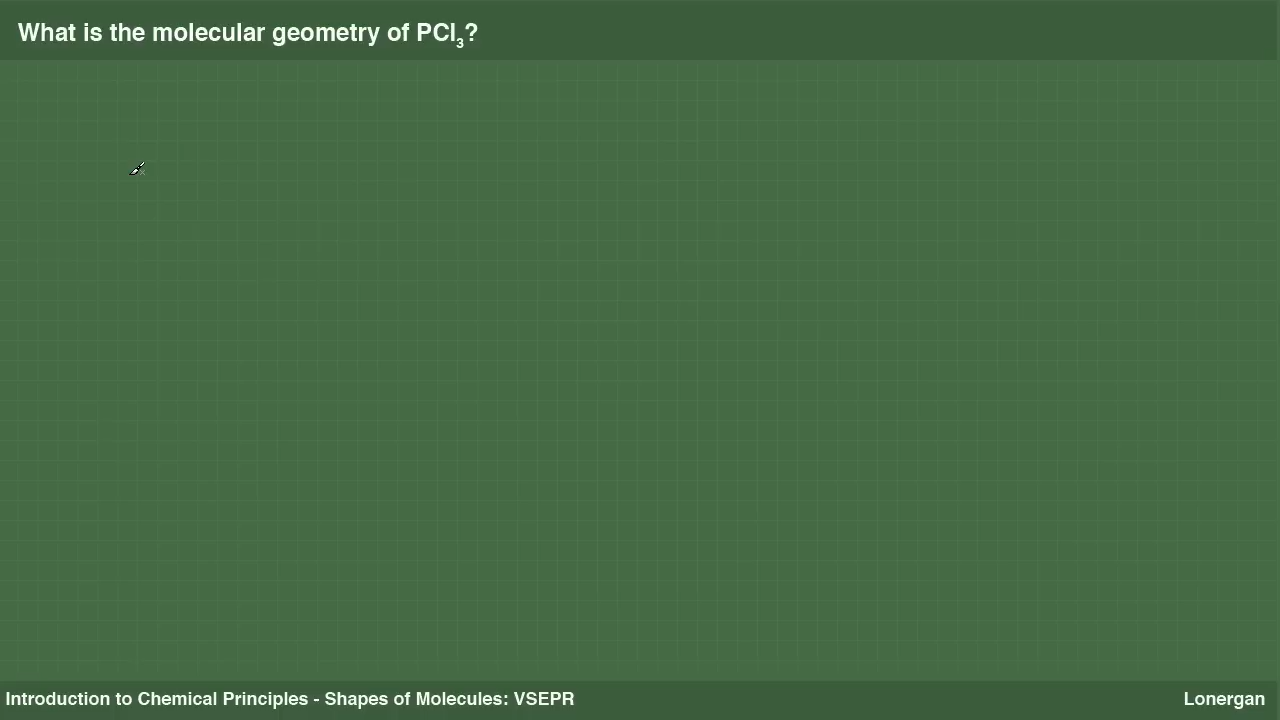 What is the molecular geometry of PCl₃?
Introduction to Chemical Principles - Shapes of Molecules: VSEPR
Lonergan